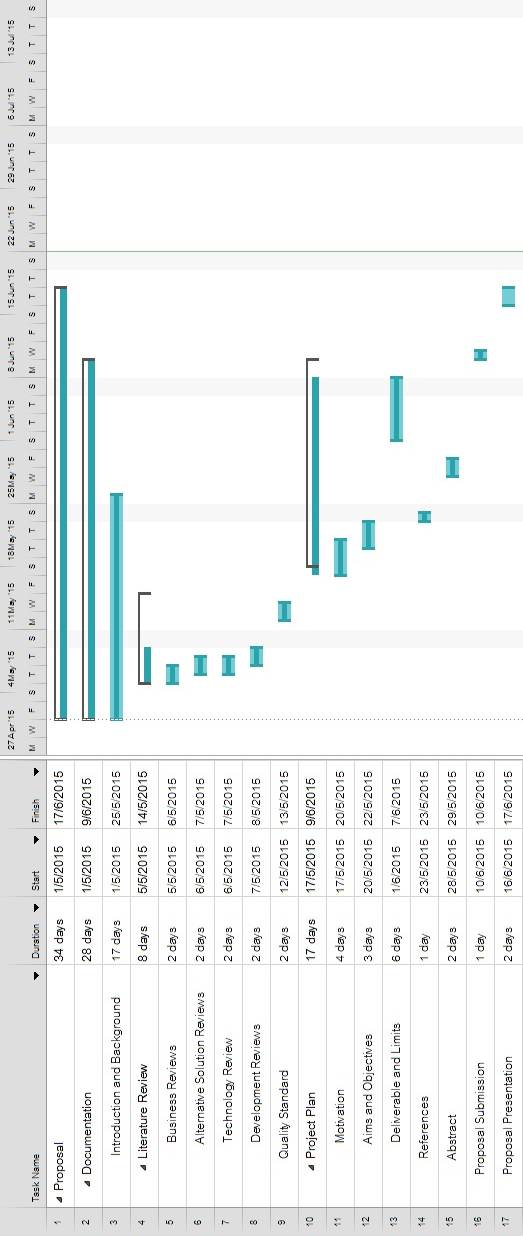 Task Name Duration Start Finish
27 Apr '15 4 May '15 11 May '15 18 May '15 25 May '15 1 Jun '15 8 Jun '15 15 Jun '15 22 Jun '15 29 Jun '15 6 Jul '15 13 Jul '15
M W F S T T S M W F S T T S M W F S T T S M W F S T T S M W F S T T S M W F S T T S
1 Proposal 34 days 1/5/2015 17/6/2015
2 Documentation 28 days 1/5/2015 9/6/2015
3 Introduction and Background 17 days 1/5/2015 25/5/2015
4 Literature Review 8 days 5/5/2015 14/5/2015
5 Business Reviews 2 days 5/5/2015 6/5/2015
6 Alternative Solution Reviews 2 days 6/5/2015 7/5/2015
7 Technology Review 2 days 6/5/2015 7/5/2015
8 Development Reviews 2 days 7/5/2015 8/5/2015
9 Quality Standard 2 days 12/5/2015 13/5/2015
10 Project Plan 17 days 17/5/2015 9/6/2015
11 Motivation 4 days 17/5/2015 20/5/2015
12 Aims and Objectives 3 days 20/5/2015 22/5/2015
13 Deliverable and Limits 6 days 1/6/2015 7/6/2015
14 References 1 day 23/5/2015 23/5/2015
15 Abstract 2 days 28/5/2015 29/5/2015
16 Proposal Submission 1 day 10/6/2015 10/6/2015
17 Proposal Presentation 2 days 16/6/2015 17/6/2015